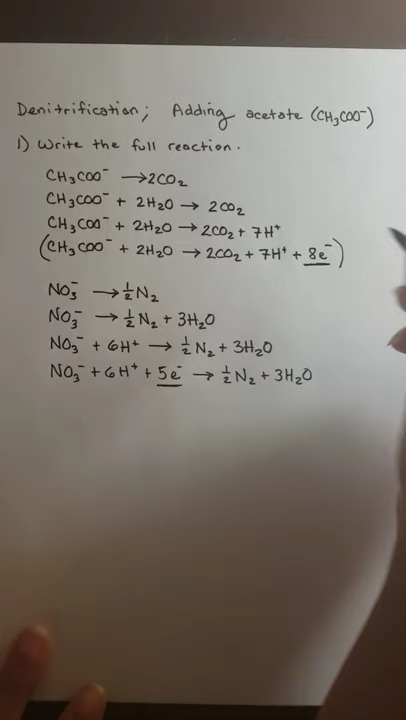 Denitrification; Adding acetate (CH₃COO⁻)
1) Write the full reaction.
CH₃COO⁻ → 2CO₂
CH₃COO⁻ + 2H₂O → 2CO₂
CH₃COO⁻ + 2H₂O → 2CO₂ + 7H⁺
(CH₃COO⁻ + 2H₂O → 2CO₂ + 7H⁺ + 8e⁻)
NO₃⁻ → ½N₂
NO₃⁻ → ½N₂ + 3H₂O
NO₃⁻ + 6H⁺ → ½N₂ + 3H₂O
NO₃⁻ + 6H⁺ + 5e⁻ → ½N₂ + 3H₂O